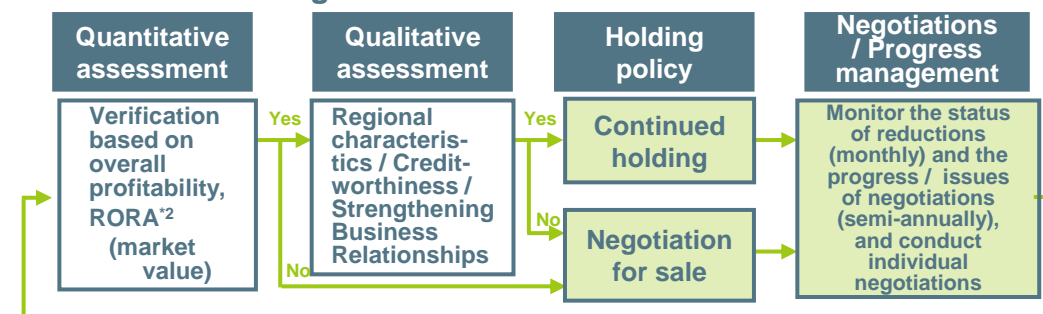 Quantitative
assessment
Qualitative
assessment
Holding
policy
Negotiations
/ Progress
management
Verification
based on
overall
profitability,
RORA*2
(market
value)
Yes
No
Regional
characteris-
tics / Credit-
worthiness /
Strengthening
Business
Relationships
Yes
No
Continued
holding
Negotiation
for sale
Monitor the status
of reductions
(monthly) and the
progress / issues
of negotiations
(semi-annually),
and conduct
individual
negotiations